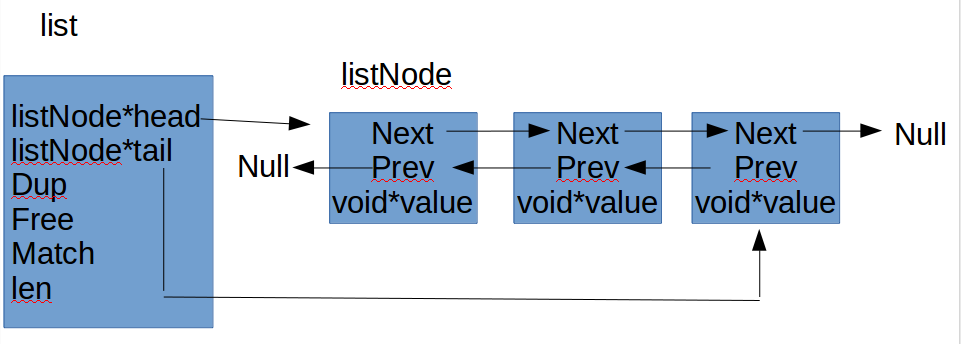 list
listNode*head
listNode*tail
Dup
Free
Match
len
listNode
Null
Next
Prev
void*value
Next
Prev
void*value
Next
Prev
void*value
Null